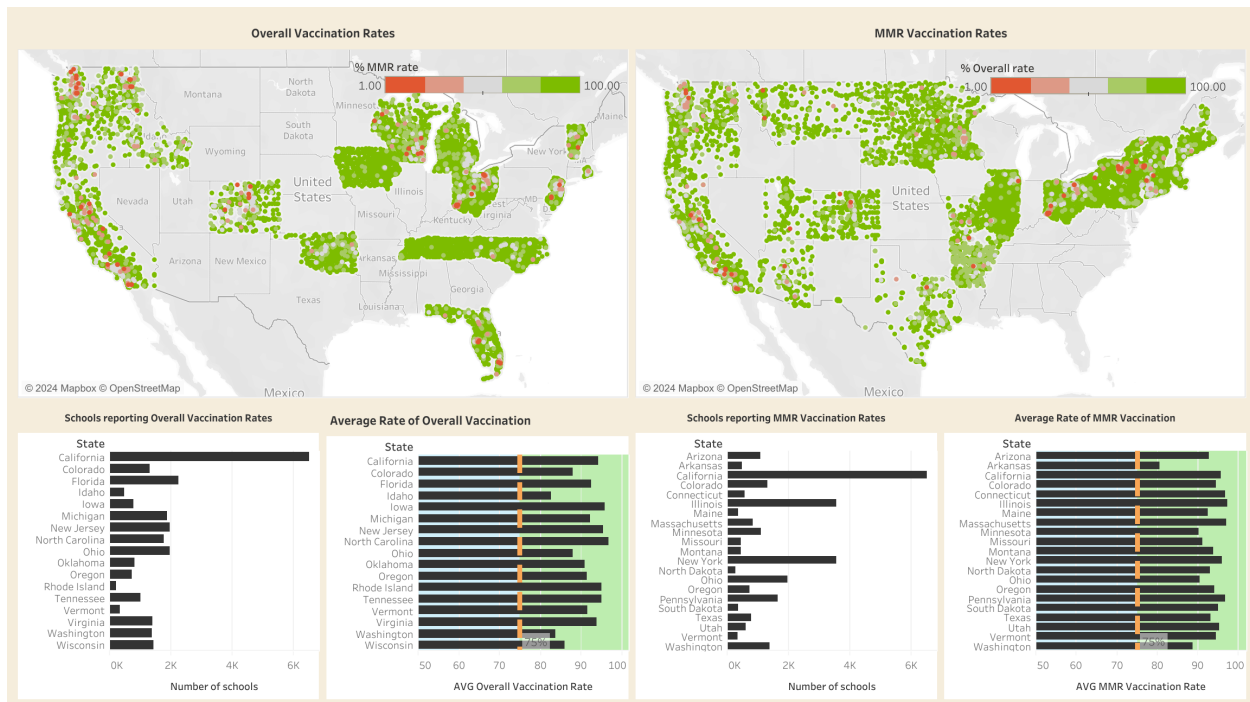 Overall Vaccination Rates
% MMR rate
1.00
100.00
Montana
North
Dakota
Minnesot
Maine
South
Dakota
Idaho
Wyoming
New York
Nevada
Utah
United
States
Illinois
Missouri
Kentucky
MD
est
Virginia
Arizona
New Mexico
Arkansas
Mississippi
Texas
Louisiana
Georgia
© 2024 Mapbox © OpenStreetMap
Mexico
MMR Vaccination Rates
% Overall rate
1.00
100.00
United
States
© 2024 Mapbox © OpenStreetMap
Mexico
Schools reporting Overall Vaccination Rates
State
California
Colorado
Florida
Idaho
Iowa
Michigan
New Jersey
North Carolina
Ohio
Oklahoma
Oregon
Rhode Island
Tennessee
Vermont
Virginia
Washington
Wisconsin
0K
2K
4K
6K
Number of schools
Average Rate of Overall Vaccination
State
California
Colorado
Florida
Idaho
Iowa
Michigan
New Jersey
North Carolina
Ohio
Oklahoma
Oregon
Rhode Island
Tennessee
Vermont
Virginia
Washington
Wisconsin
75%
50
60
70
80
90
100
AVG Overall Vaccination Rate
Schools reporting MMR Vaccination Rates
State
Arizona
Arkansas
California
Colorado
Connecticut
Illinois
Maine
Massachusetts
Minnesota
Missouri
Montana
New York
North Dakota
Ohio
Oregon
Pennsylvania
South Dakota
Texas
Utah
Vermont
Washington
0K
2K
4K
6K
Number of schools
Average Rate of MMR Vaccination
State
Arizona
Arkansas
California
Colorado
Connecticut
Illinois
Maine
Massachusetts
Minnesota
Missouri
Montana
New York
North Dakota
Ohio
Oregon
Pennsylvania
South Dakota
Texas
Utah
Vermont
Washington
75%
50
60
70
80
90
100
AVG MMR Vaccination Rate